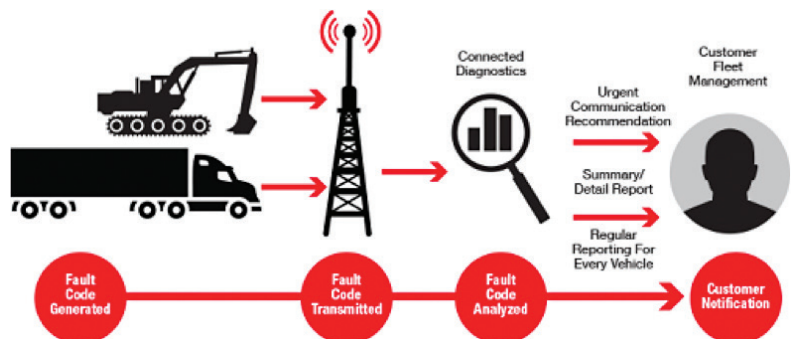 Connected
Diagnostics
Customer
Fleet
Management
Urgent
Communication
Recommendation
Summary/
Detail Report
Regular
Reporting For
Every Vehicle
Fault
Code
Generated
Fault
Code
Transmitted
Fault
Code
Analyzed
Customer
Notification